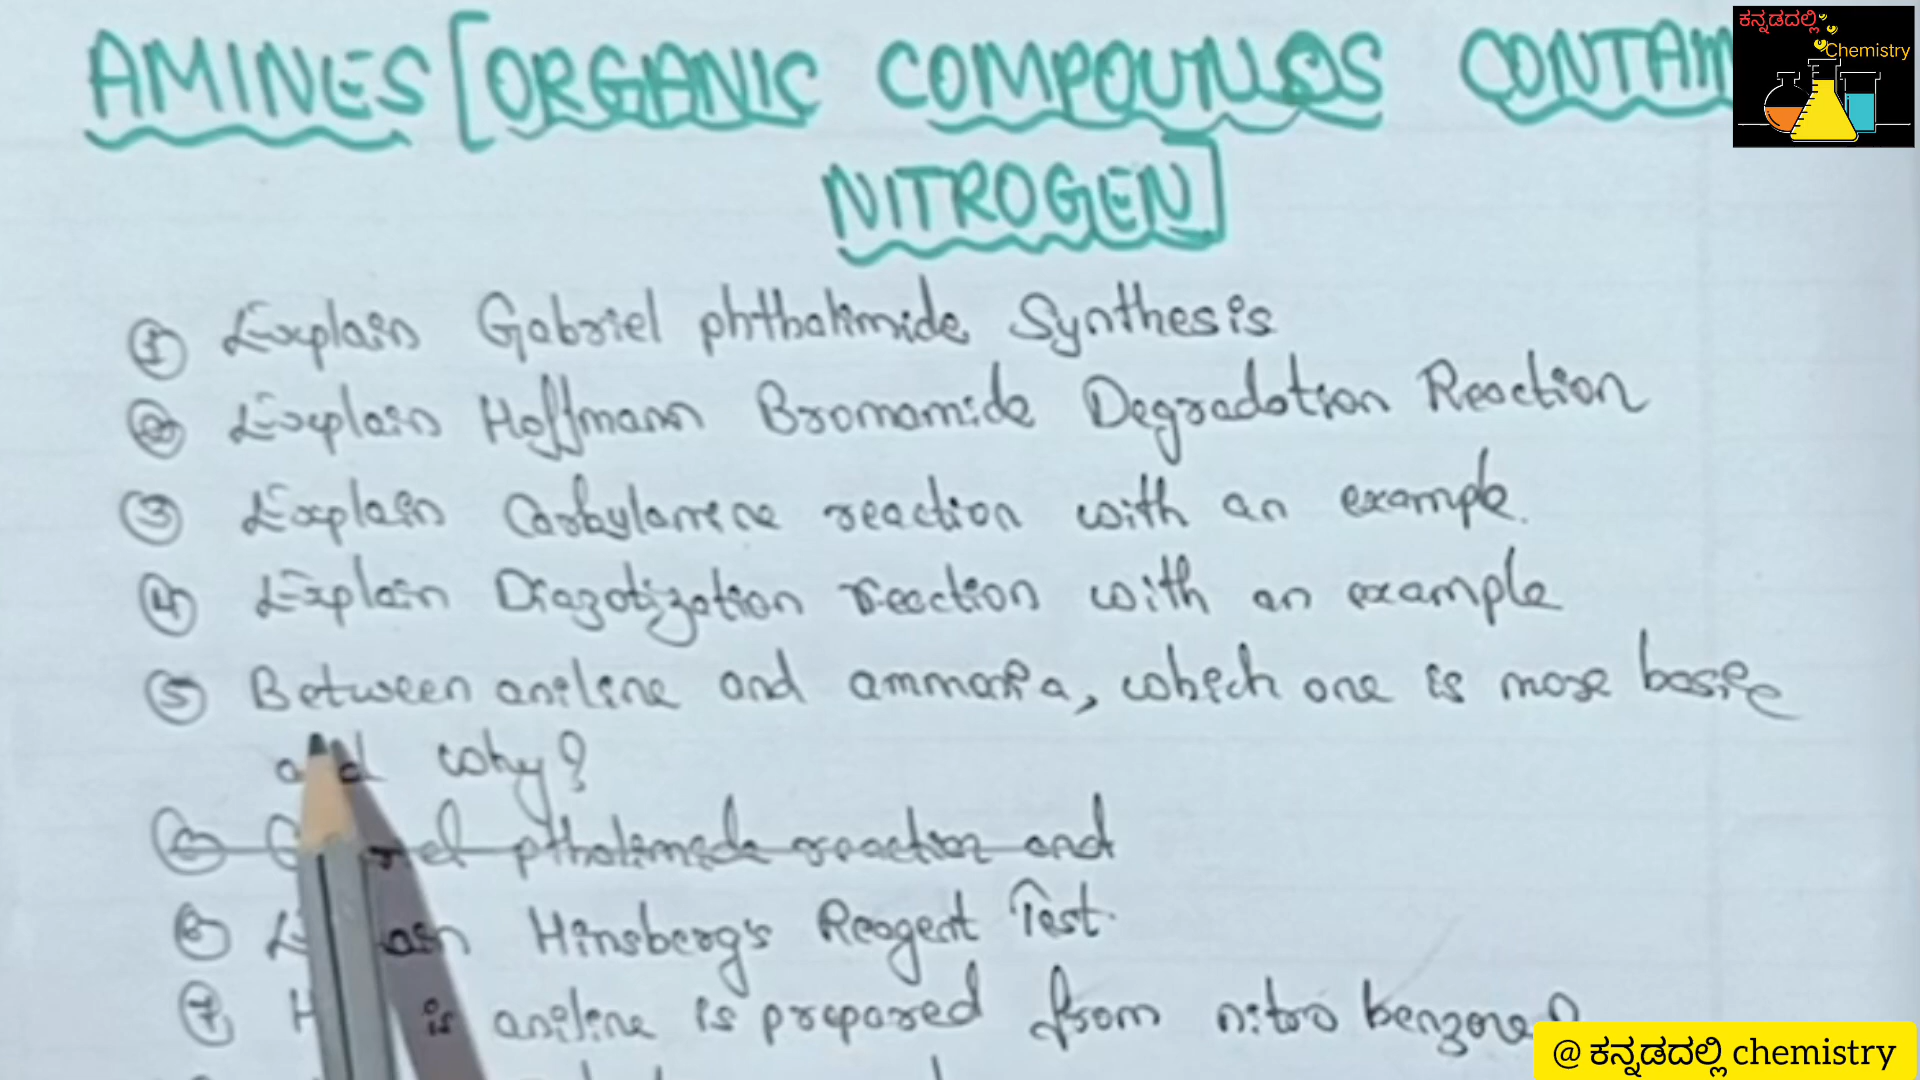 AMINES [ORGANIC COMPOUNDS CONTAIN
NITROGEN]
ಕನ್ನಡದಲ್ಲಿ
Chemistry
① Explain Gabriel phthalimide Synthesis
② Explain Hoffmann Bromamide Degradation Reaction
③ Explain Carbylamine reaction with an example.
④ Explain Diazotization reaction with an example
⑤ Between aniline and ammonia, which one is more basic
and why?
pthalimide reaction and
⑥ Hinsberg's Reagent Test.
⑦ is aniline is prepared from nitro benzene?
@ ಕನ್ನಡದಲ್ಲಿ chemistry